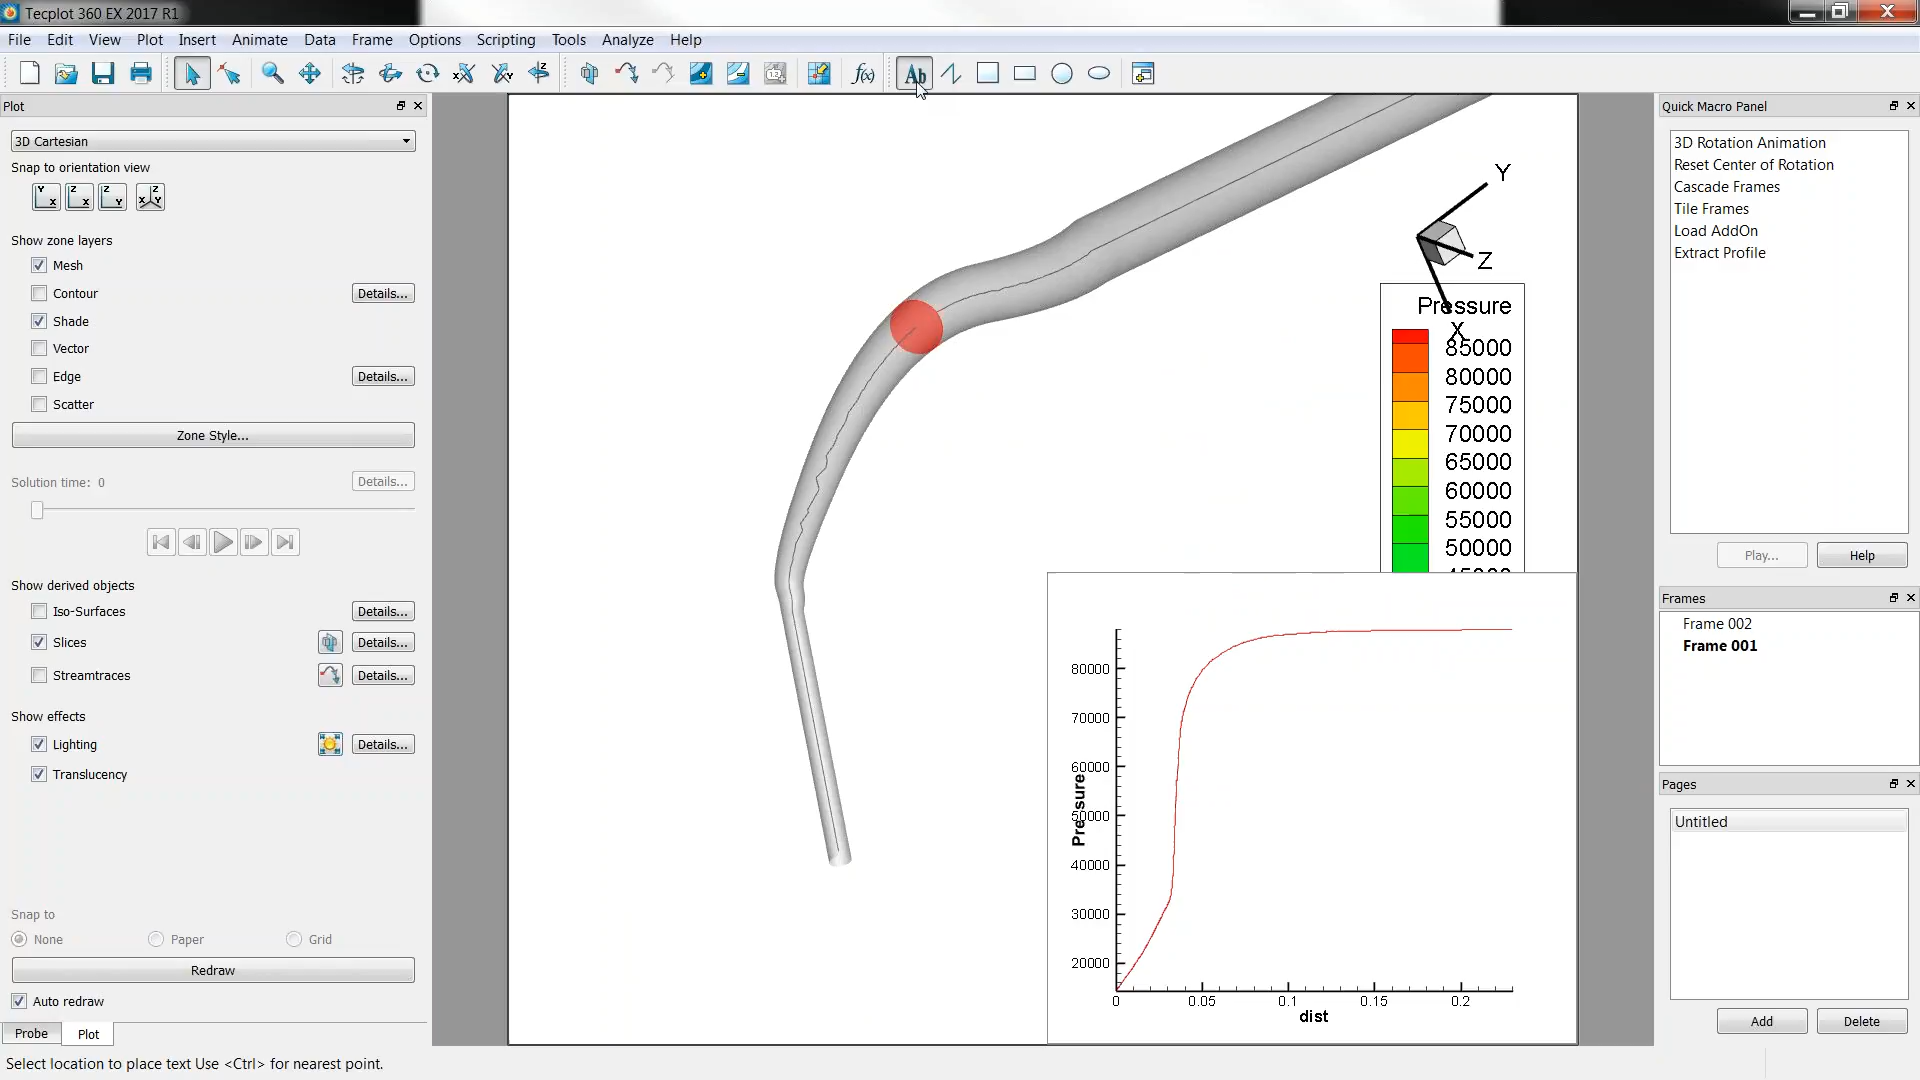 Tecplot 360 EX 2017 R1
File Edit View Plot Insert Animate Data Frame Options Scripting Tools Analyze Help
Ab
f(x)
Plot
3D Cartesian
Snap to orientation view
Y X Z X Z Y Z X Y
Show zone layers
Mesh
Contour Details...
Shade
Vector
Edge Details...
Scatter
Zone Style...
Solution time: 0 Details...
Show derived objects
Iso-Surfaces Details...
Slices Details...
Streamtraces Details...
Show effects
Lighting Details...
Translucency
Snap to
None Paper Grid
Redraw
Auto redraw
Probe Plot
Select location to place text Use <Ctrl> for nearest point.
Y
Z
X
Pressure
85000
80000
75000
70000
65000
60000
55000
50000
80000
70000
60000
50000
40000
30000
20000
Pressure
0 0.05 0.1 0.15 0.2
dist
Quick Macro Panel
3D Rotation Animation
Reset Center of Rotation
Cascade Frames
Tile Frames
Load AddOn
Extract Profile
Play... Help
Frames
Frame 002
Frame 001
Pages
Untitled
Add Delete